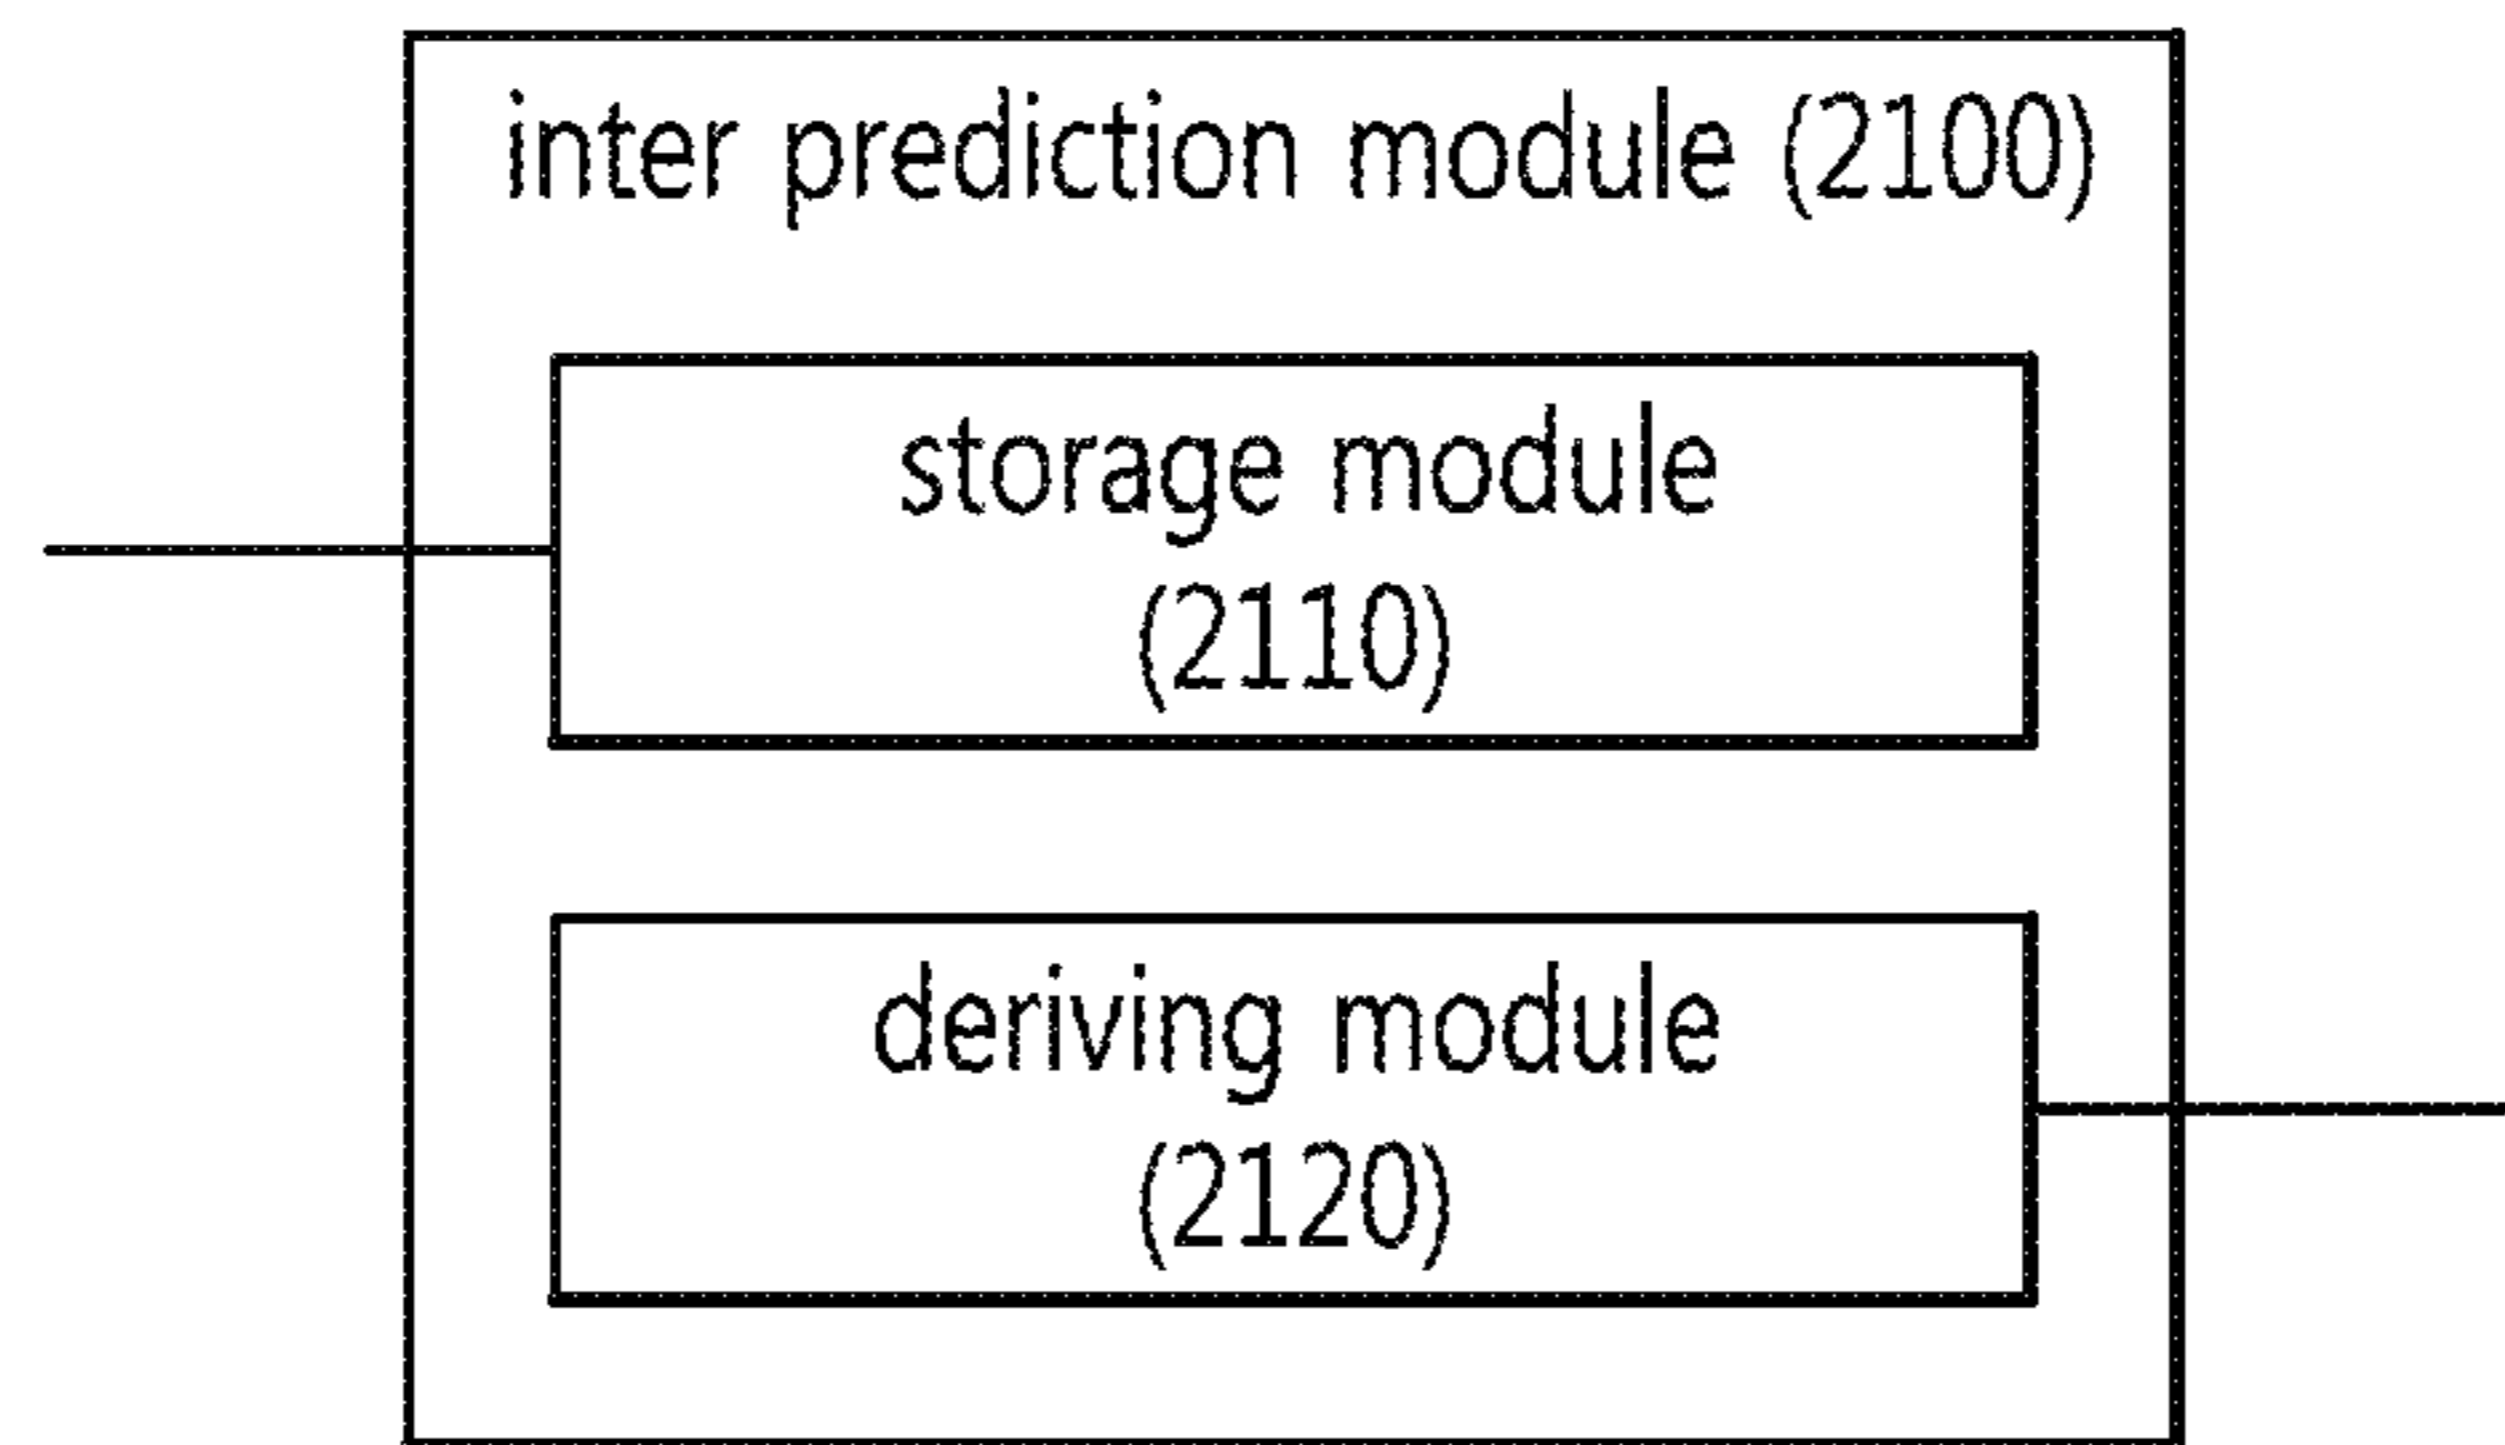 inter prediction module (2100)
storage module
(2110)
deriving module
(2120)